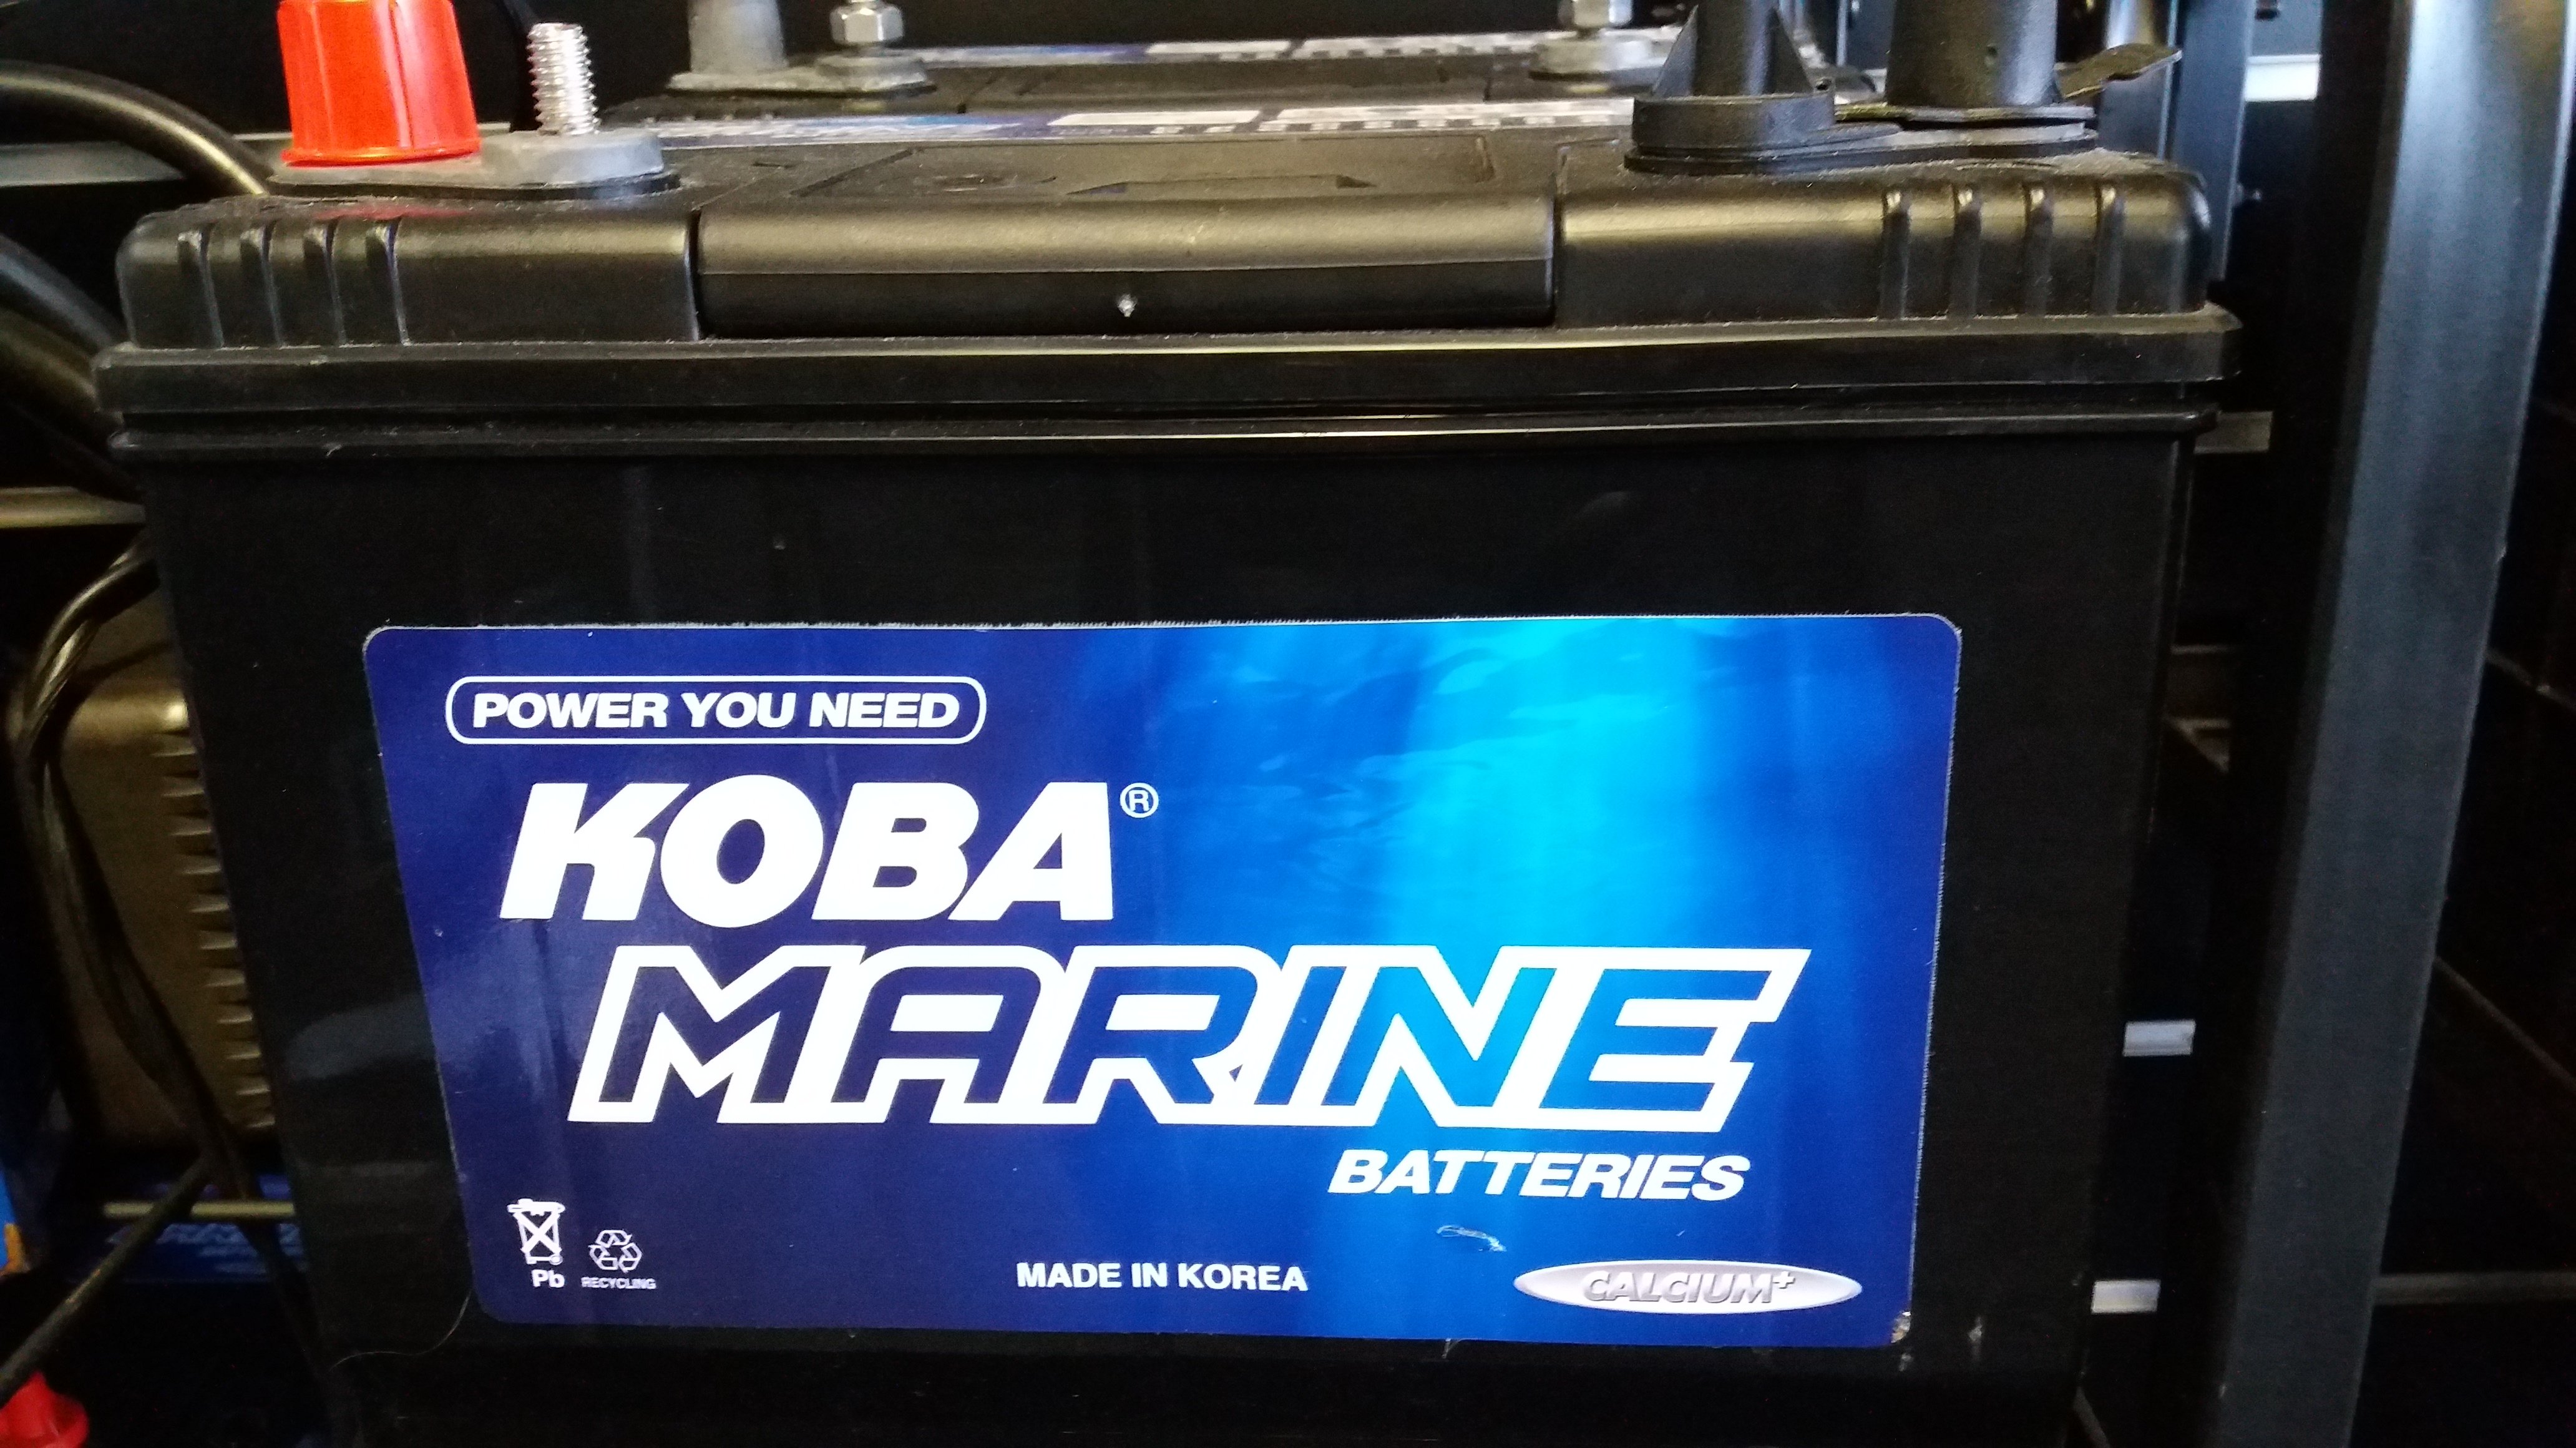 POWER YOU NEED
KOBA®
MARINE
BATTERIES
Pb
RECYCLING
MADE IN KOREA
CALCIUM+